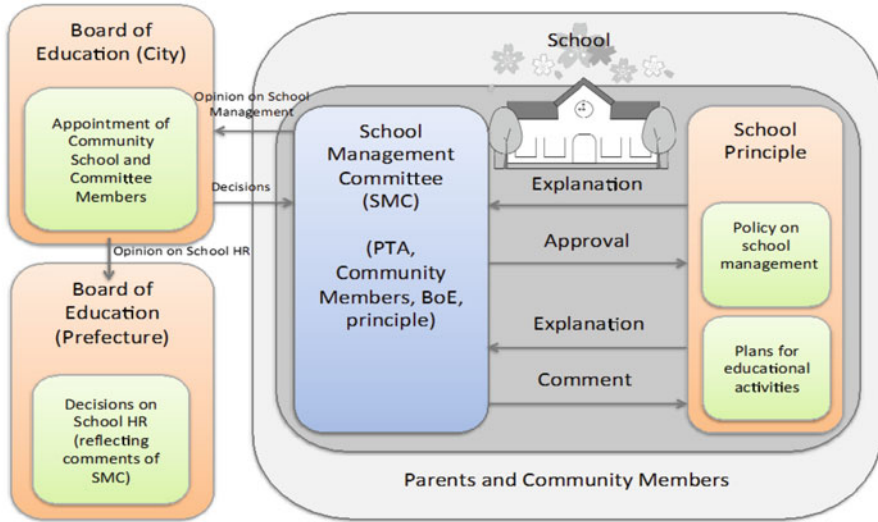 Board of
Education (City)
Appointment of
Community
School and
Committee
Members
Opinion on School
Management
Decisions
Opinion on School HR
Board of
Education
(Prefecture)
Decisions on
School HR
(reflecting
comments of
SMC)
School
School
Management
Committee
(SMC)
(PTA,
Community
Members, BoE,
principle)
Explanation
Approval
Explanation
Comment
School
Principle
Policy on
school
management
Plans for
educational
activities
Parents and Community Members